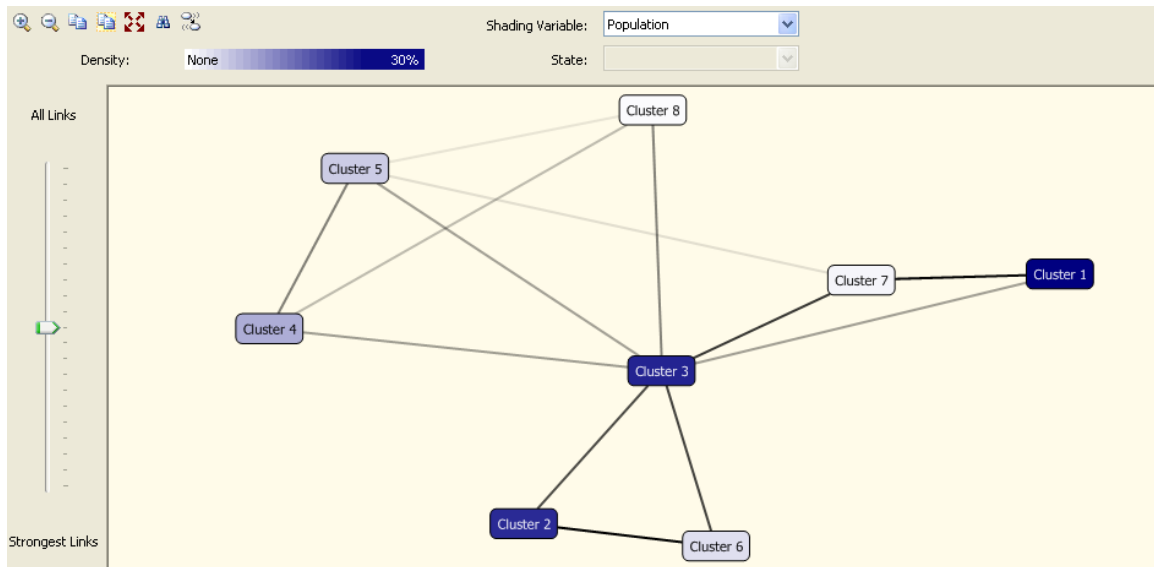 Shading Variable: Population
Density: None 30% State:
All Links
Cluster 8
Cluster 5
Cluster 7
Cluster 1
Cluster 4
Cluster 3
Cluster 2
Cluster 6
Strongest Links